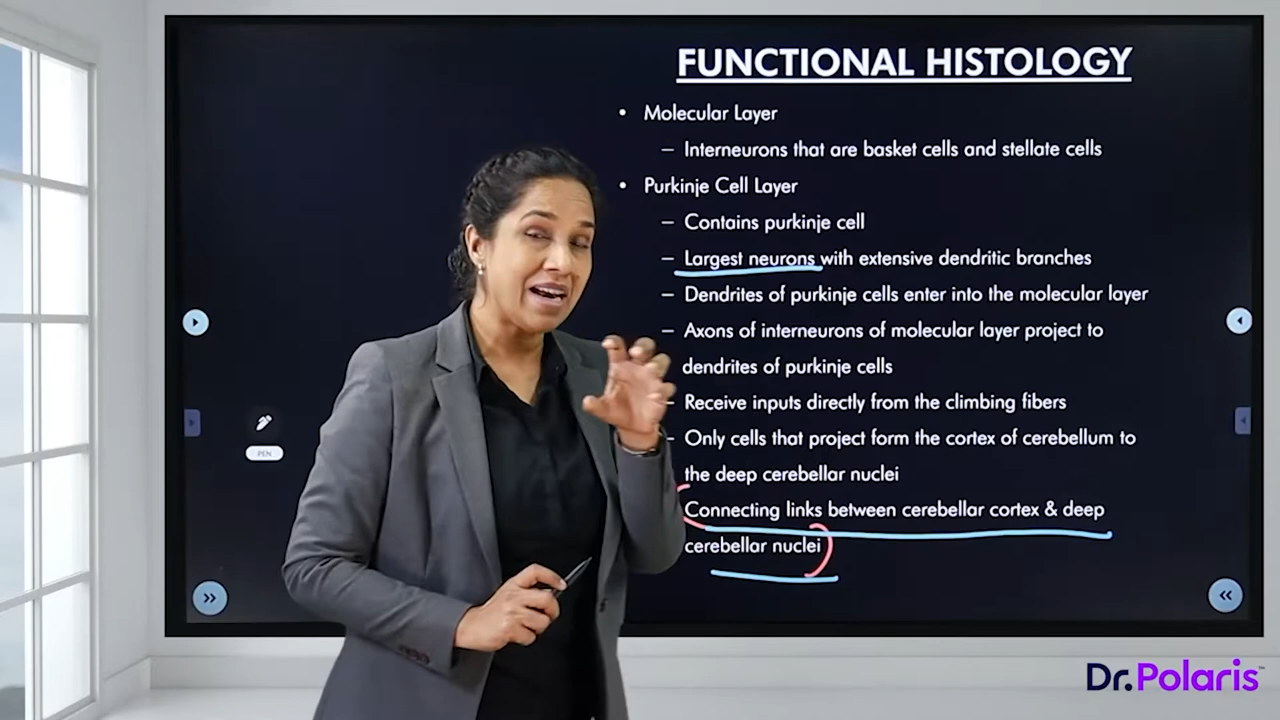 FUNCTIONAL HISTOLOGY
• Molecular Layer
– Interneurons that are basket cells and stellate cells
• Purkinje Cell Layer
– Contains purkinje cell
– Largest neurons with extensive dendritic branches
– Dendrites of purkinje cells enter into the molecular layer
– Axons of interneurons of molecular layer project to
dendrites of purkinje cells
– Receive inputs directly from the climbing fibers
– Only cells that project form the cortex of cerebellum to
the deep cerebellar nuclei
Connecting links between cerebellar cortex & deep
cerebellar nuclei
PEN
Dr.Polaris™